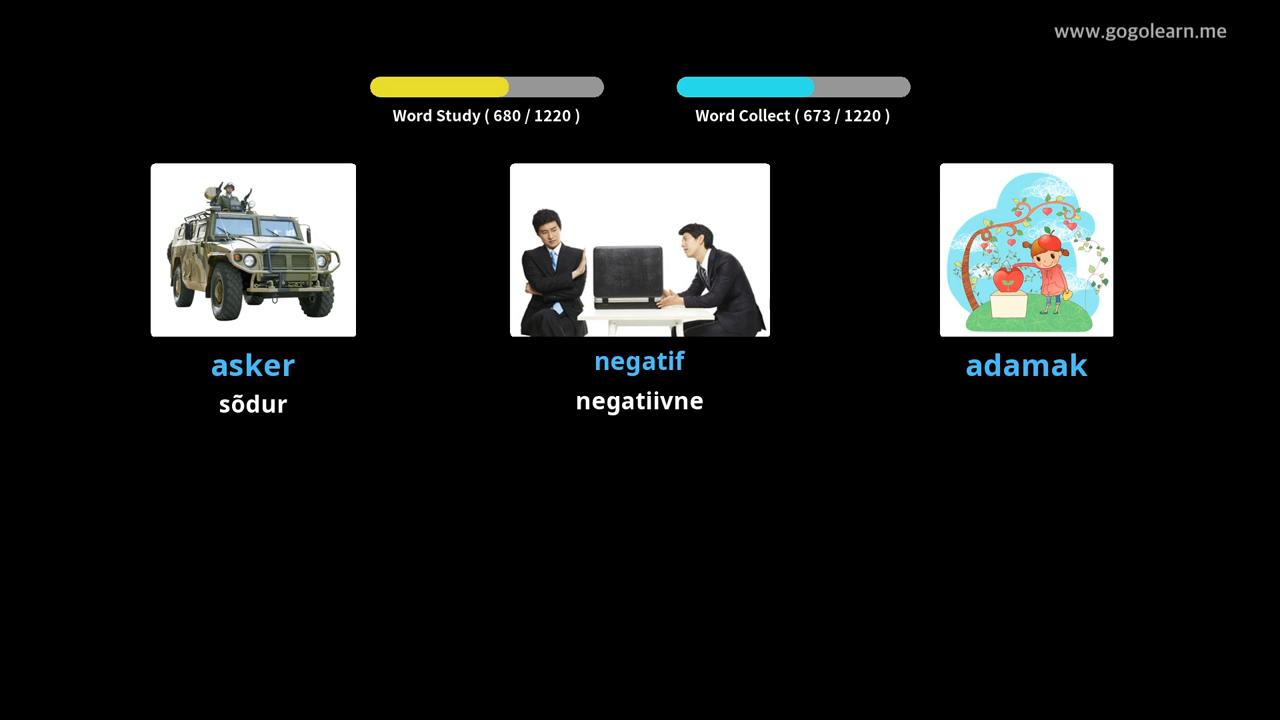 www.gogolearn.me
Word Study ( 680 / 1220 )
Word Collect ( 673 / 1220 )
asker
sõdur
negatif
negatiivne
adamak